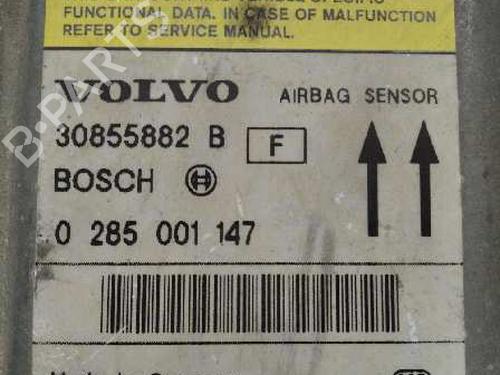 FUNCTIONAL DATA. IN CASE OF MALFUNCTION
REFER TO SERVICE MANUAL.
VOLVO AIRBAG SENSOR
30855882 B F
BOSCH
0 285 001 147
B-PARTS